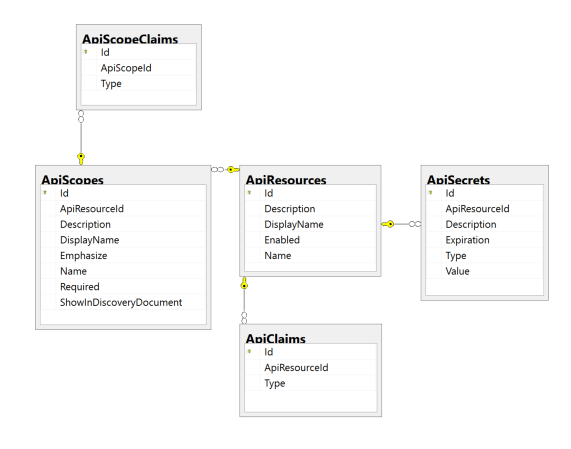 ApiScopeClaims
Id
ApiScopeId
Type
ApiScopes
Id
ApiResourceId
Description
DisplayName
Emphasize
Name
Required
ShowInDiscoveryDocument
ApiResources
Id
Description
DisplayName
Enabled
Name
ApiSecrets
Id
ApiResourceId
Description
Expiration
Type
Value
ApiClaims
Id
ApiResourceId
Type